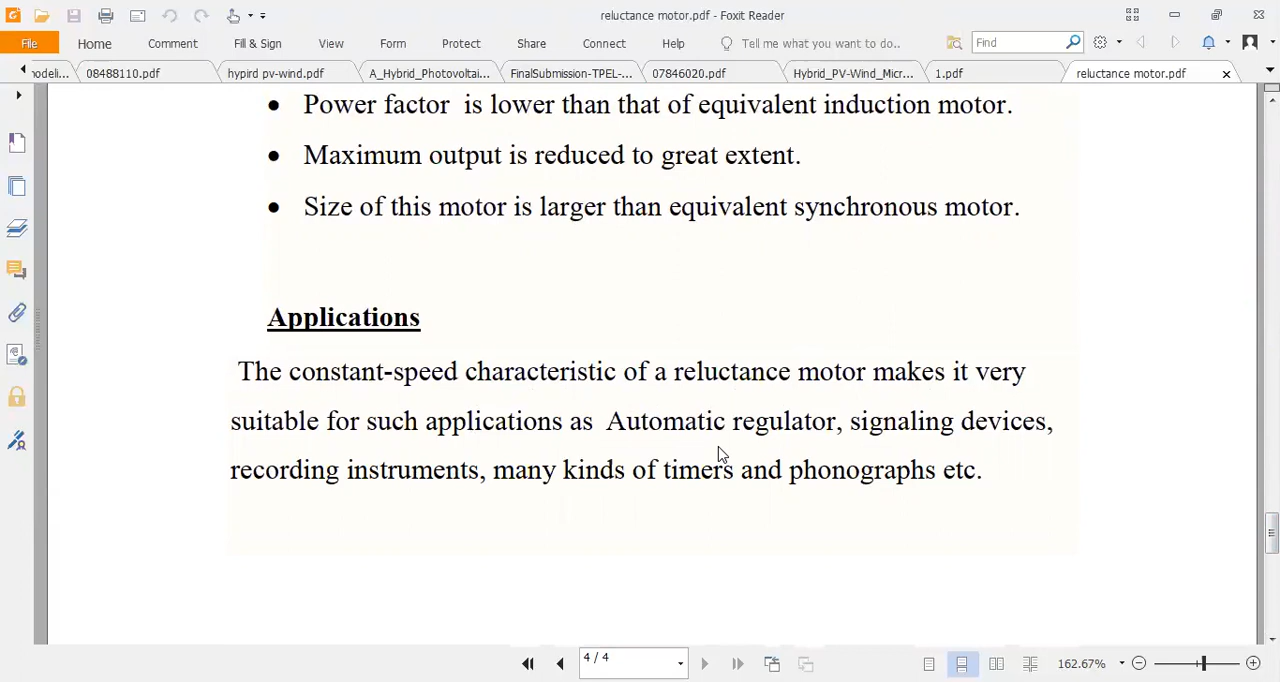 reluctance motor.pdf - Foxit Reader
File Home Comment Fill & Sign View Form Protect Share Connect Help Tell me what you want to do.. Find
nodeli... 08488110.pdf hypird pv-wind.pdf A_Hybrid_Photovoltai... FinalSubmission-TPEL-... 07846020.pdf Hybrid_PV-Wind_Micr... 1.pdf reluctance motor.pdf
• Power factor is lower than that of equivalent induction motor.
• Maximum output is reduced to great extent.
• Size of this motor is larger than equivalent synchronous motor.
Applications
The constant-speed characteristic of a reluctance motor makes it very
suitable for such applications as Automatic regulator, signaling devices,
recording instruments, many kinds of timers and phonographs etc.
4 / 4 162.67%